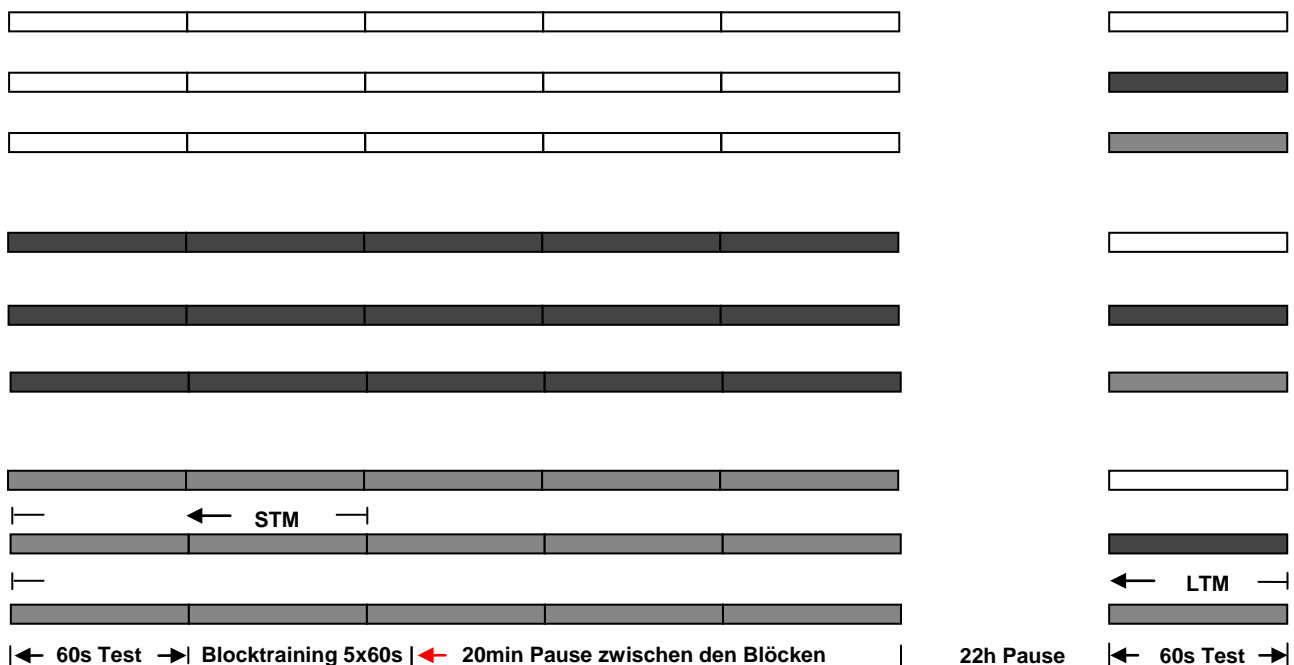 STM
LTM
60s Test Blocktraining 5x60s 20min Pause zwischen den Blöcken 22h Pause 60s Test